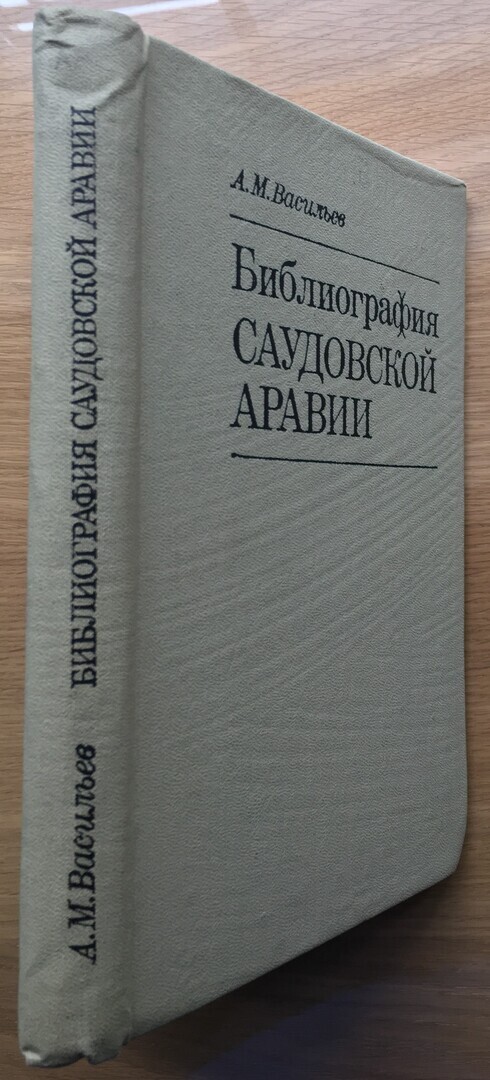 А.М.Васильев
Библиография
САУДОВСКОЙ
АРАВИИ
А.М.Васильев БИБЛИОГРАФИЯ САУДОВСКОЙ АРАВИИ